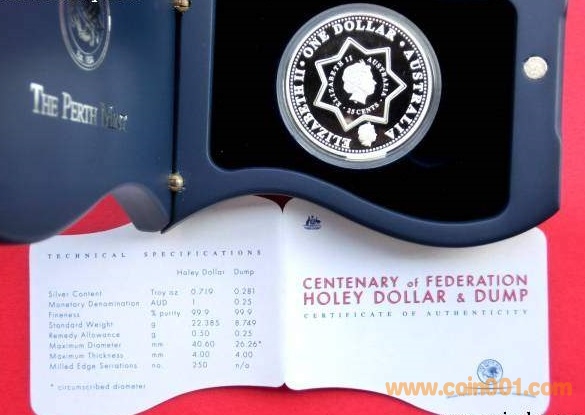 THE PERTH MINT
ELIZABETH II • ONE DOLLAR • AUSTRALIA
ELIZABETH II AUSTRALIA
25 CENTS
TECHNICAL SPECIFICATIONS
Holey Dollar Dump
Silver Content Troy oz 0.719 0.281
Monetary Denomination AUD 1 0.25
Fineness % purity 99.9 99.9
Standard Weight g 22.385 8.749
Remedy Allowance g 0.50 0.25
Maximum Diameter mm 40.60 26.26*
Maximum Thickness mm 4.00 4.00
Milled Edge Serrations no. 250 n/a
* circumscribed diameter
CENTENARY of FEDERATION
HOLEY DOLLAR & DUMP
CERTIFICATE OF AUTHENTICITY
www.coin001.com